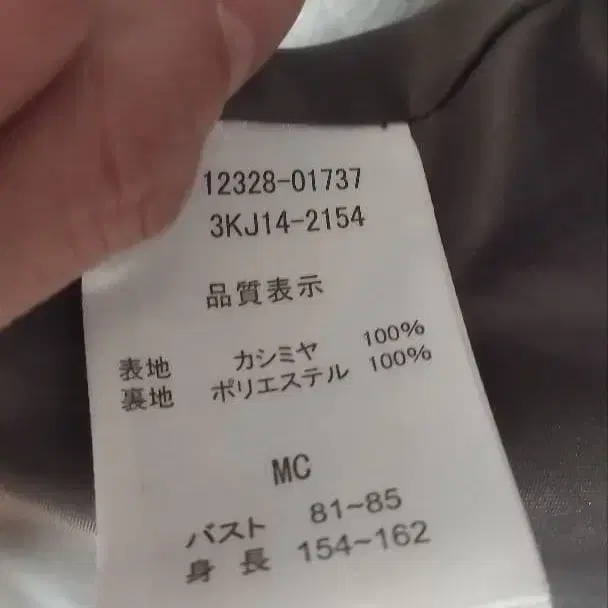 12328-01737
3KJ14-2154
品質表示
表地 カシミヤ 100%
裏地 ポリエステル 100%
MC
バスト 81~85
身長 154~162